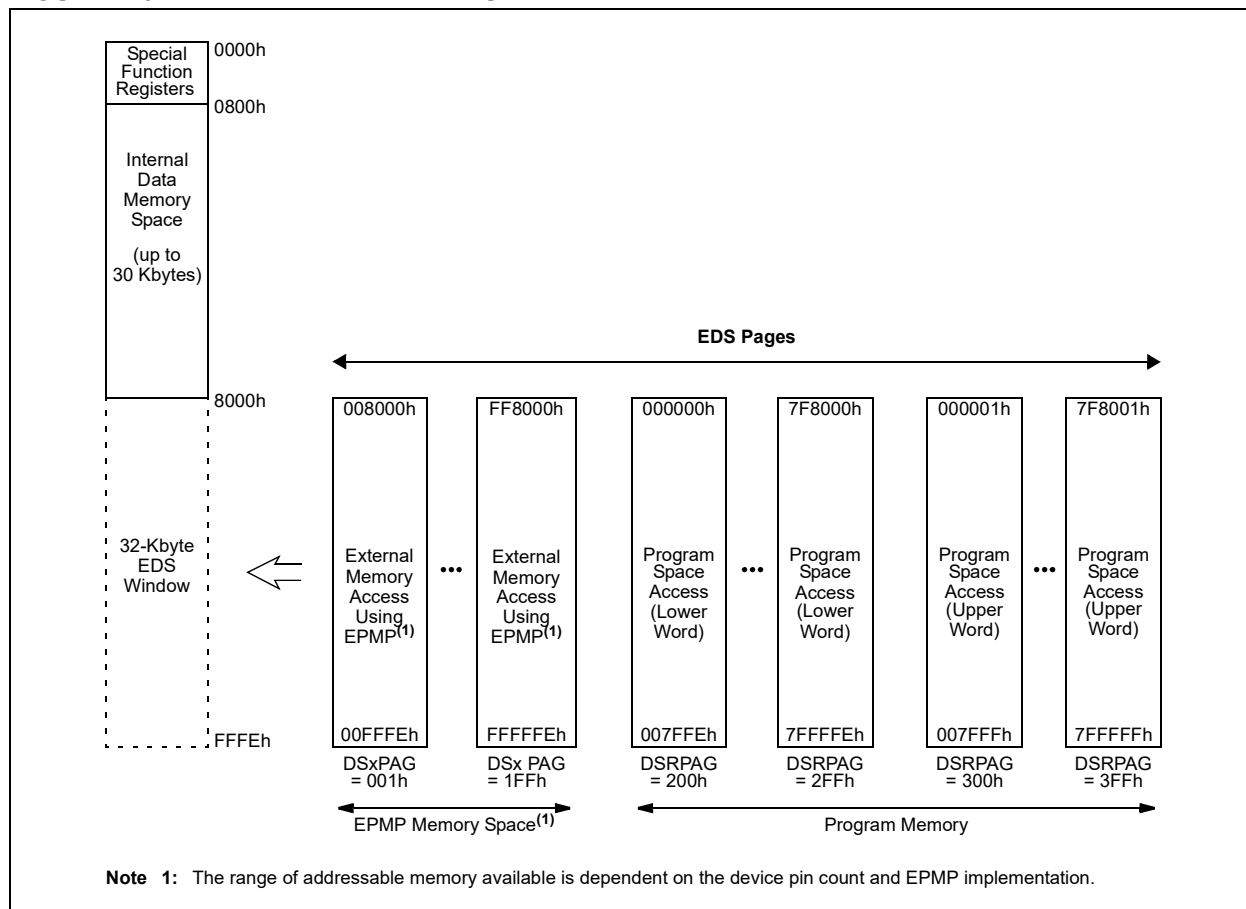 Special
Function
Registers
0000h
0800h
Internal
Data
Memory
Space
(up to
30 Kbytes)
EDS Pages
8000h
32-Kbyte
EDS
Window
FFFEh
008000h
External
Memory
Access
Using
EPMP(1)
00FFFEh
DSxPAG
= 001h
•••
FF8000h
External
Memory
Access
Using
EPMP(1)
FFFFFEh
DSx PAG
= 1FFh
000000h
Program
Space
Access
(Lower
Word)
007FFEh
DSRPAG
= 200h
•••
7F8000h
Program
Space
Access
(Lower
Word)
7FFFFEh
DSRPAG
= 2FFh
000001h
Program
Space
Access
(Upper
Word)
007FFFh
DSRPAG
= 300h
•••
7F8001h
Program
Space
Access
(Upper
Word)
7FFFFFh
DSRPAG
= 3FFh
EPMP Memory Space(1)
Program Memory
Note 1: The range of addressable memory available is dependent on the device pin count and EPMP implementation.